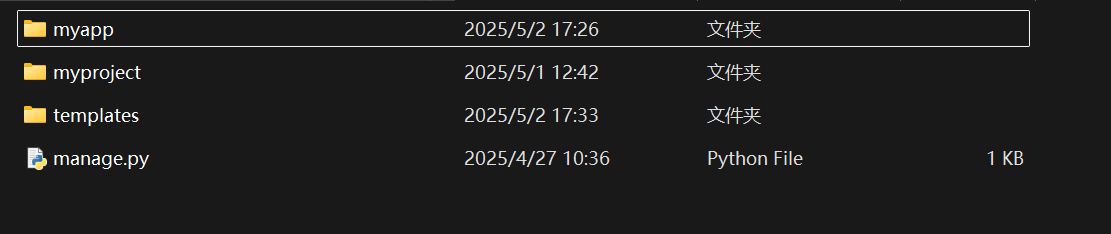 myapp 2025/5/2 17:26 文件夹
myproject 2025/5/1 12:42 文件夹
templates 2025/5/2 17:33 文件夹
manage.py 2025/4/27 10:36 Python File 1 KB